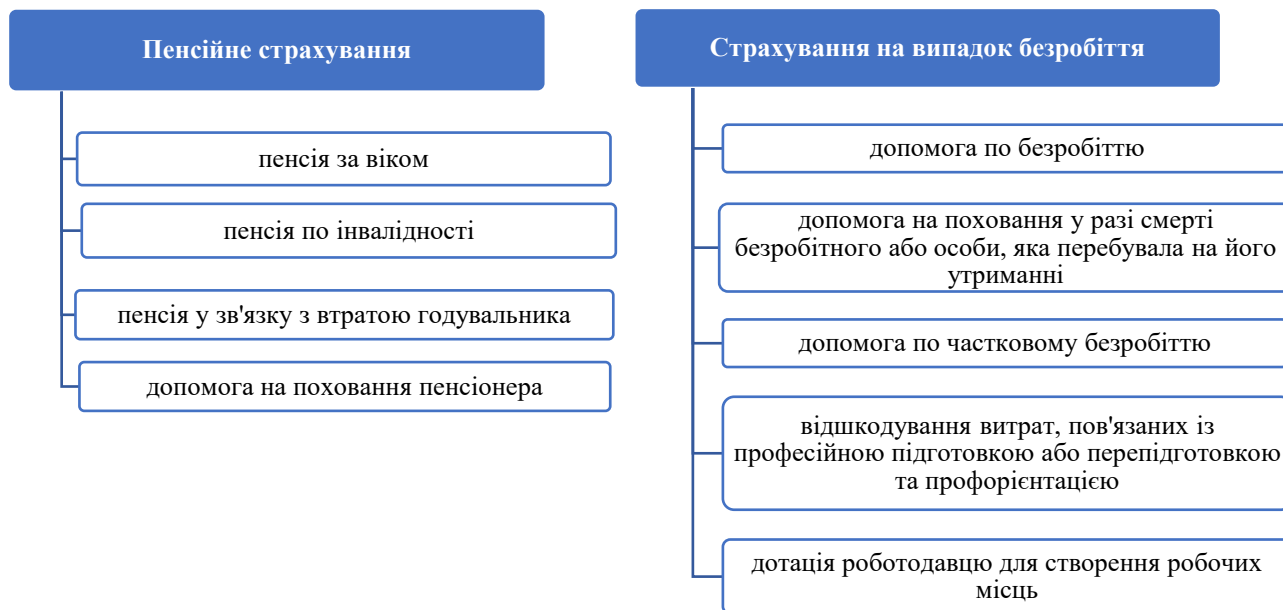 Пенсійне страхування
пенсія за віком
пенсія по інвалідності
пенсія у зв'язку з втратою годувальника
допомога на поховання пенсіонера
Страхування на випадок безробіття
допомога по безробіттю
допомога на поховання у разі смерті
безробітного або особи, яка перебувала на його
утриманні
допомога по частковому безробіттю
відшкодування витрат, пов'язаних із
професійною підготовкою або перепідготовкою
та профорієнтацією
дотація роботодавцю для створення робочих
місць